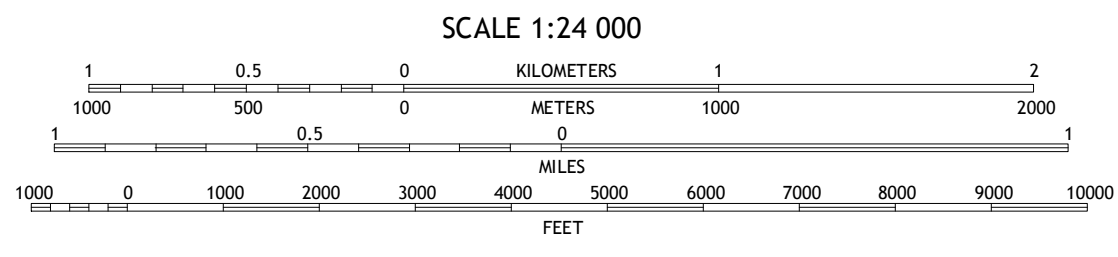 SCALE 1:24 000
1 0.5 0 KILOMETERS 1 2
1000 500 0 METERS 1000 2000
1 0.5 0 1
MILES
1000 0 1000 2000 3000 4000 5000 6000 7000 8000 9000 10000
FEET